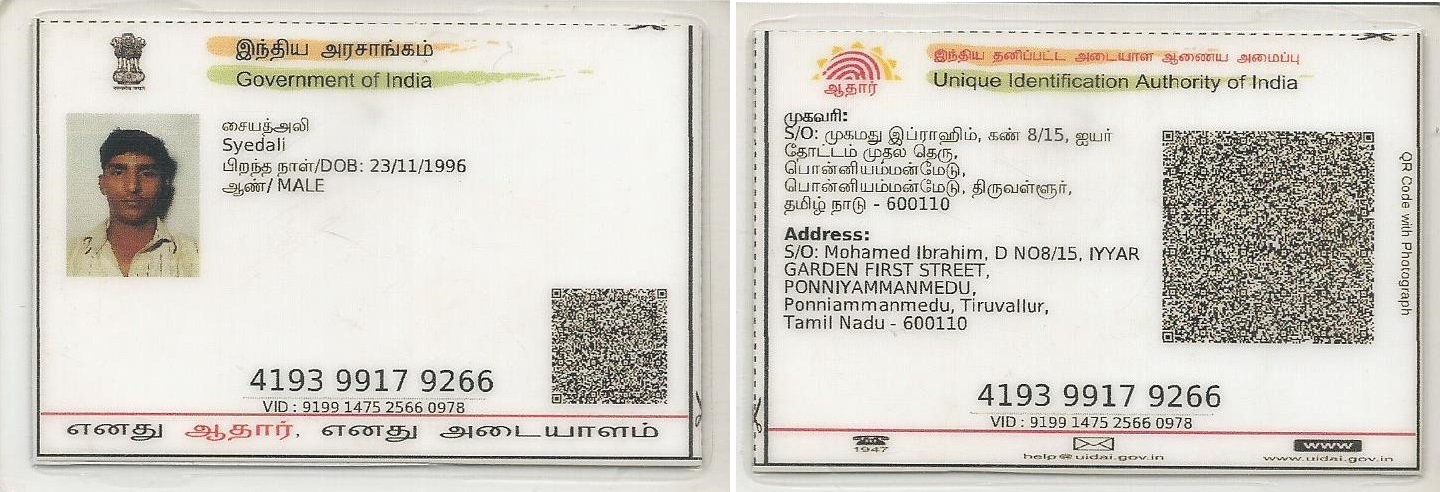 இந்திய அரசாங்கம்
Government of India
சையத்அலி
Syedali
பிறந்த நாள்/DOB: 23/11/1996
ஆண்/ MALE
4193 9917 9266
VID : 9199 1475 2566 0978
எனது ஆதார், எனது அடையாளம்
ஆதார்
இந்திய தனிப்பட்ட அடையாள ஆணைய அமைப்பு
Unique Identification Authority of India
முகவரி:
S/O: முகமது இப்ராஹிம், கண் 8/15, ஐயர்
தோட்டம் முதல் தெரு,
பொன்னியம்மன்மேடு,
பொன்னியம்மன்மேடு, திருவள்ளூர்,
தமிழ் நாடு - 600110
Address:
S/O: Mohamed Ibrahim, D NO8/15, IYYAR
GARDEN FIRST STREET,
PONNIYAMMANMEDU,
Ponniammanmedu, Tiruvallur,
Tamil Nadu - 600110
QR Code with Photograph
4193 9917 9266
VID : 9199 1475 2566 0978
1947
help@uidai.gov.in
www
www.uidai.gov.in